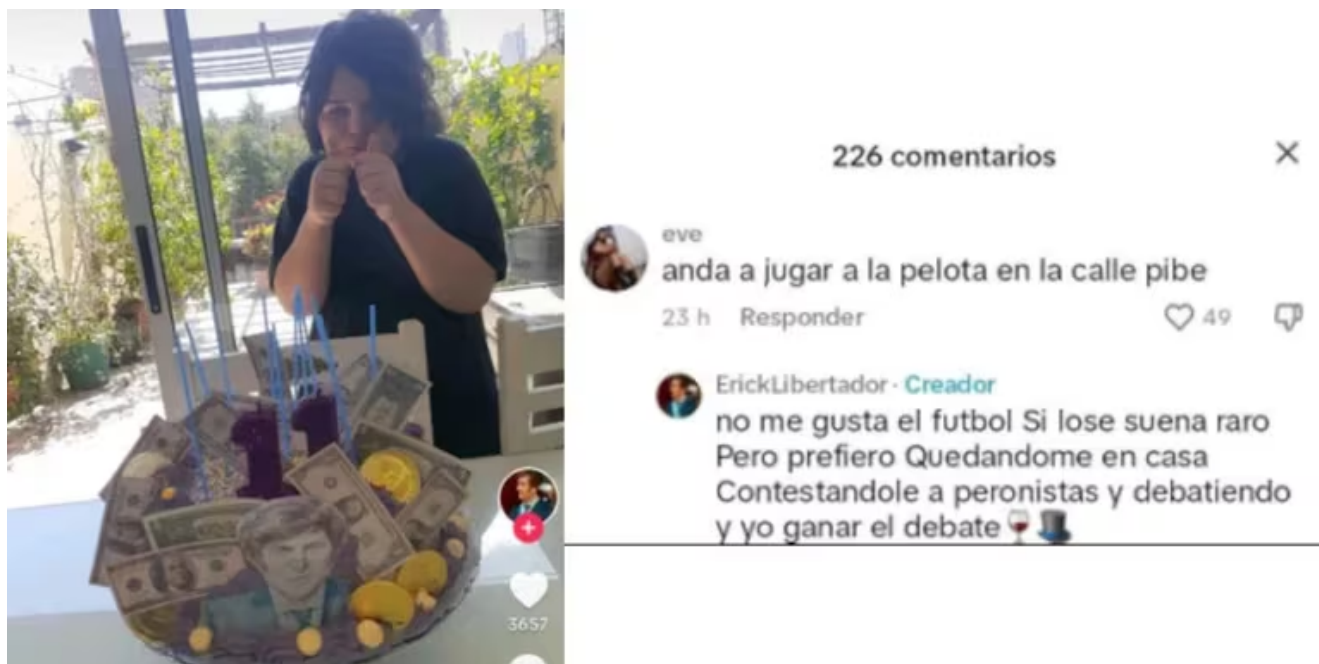 11
3657
226 comentarios
eve
anda a jugar a la pelota en la calle pibe
23 h Responder 49
ErickLibertador · Creador
no me gusta el futbol Si lose suena raro
Pero prefiero Quedandome en casa
Contestandole a peronistas y debatiendo
y yo ganar el debate🍷🎩